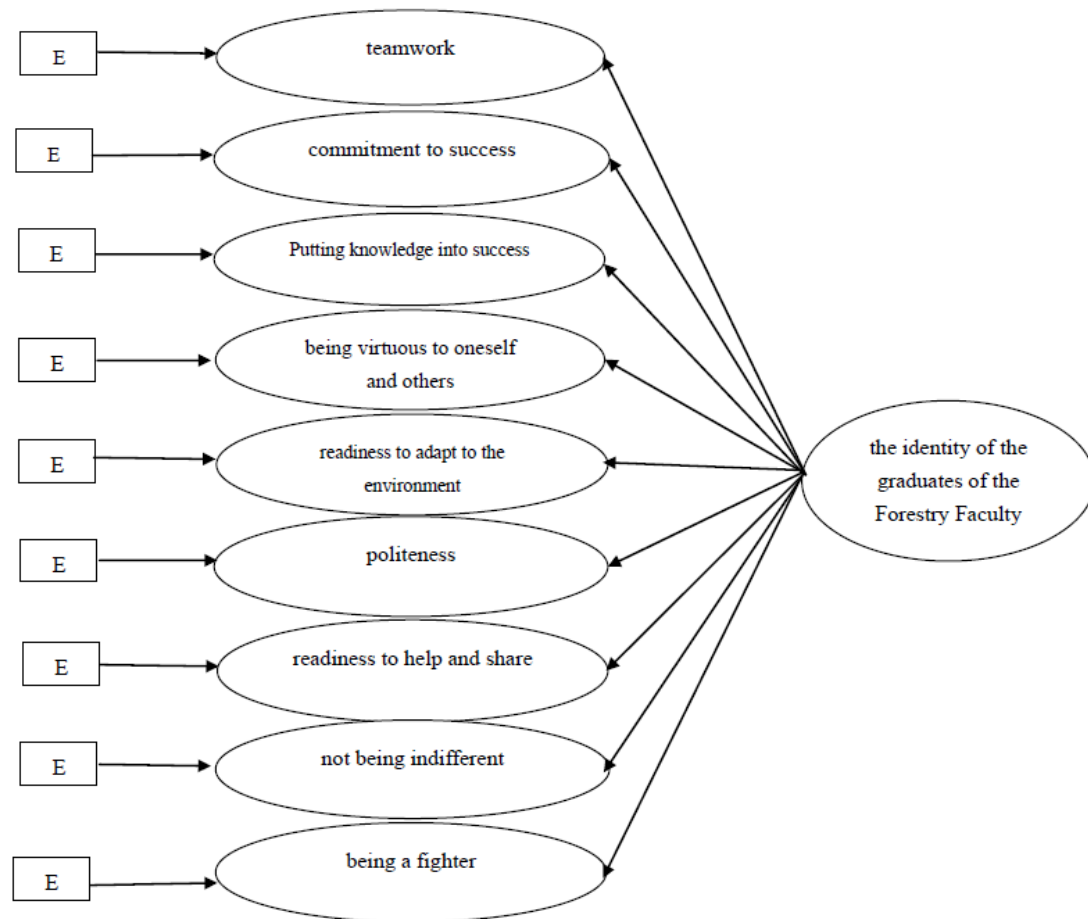 E
teamwork
E
commitment to success
E
Putting knowledge into success
E
being virtuous to oneself
and others
E
readiness to adapt to the
environment
E
politeness
E
readiness to help and share
E
not being indifferent
E
being a fighter
the identity of the
graduates of the
Forestry Faculty